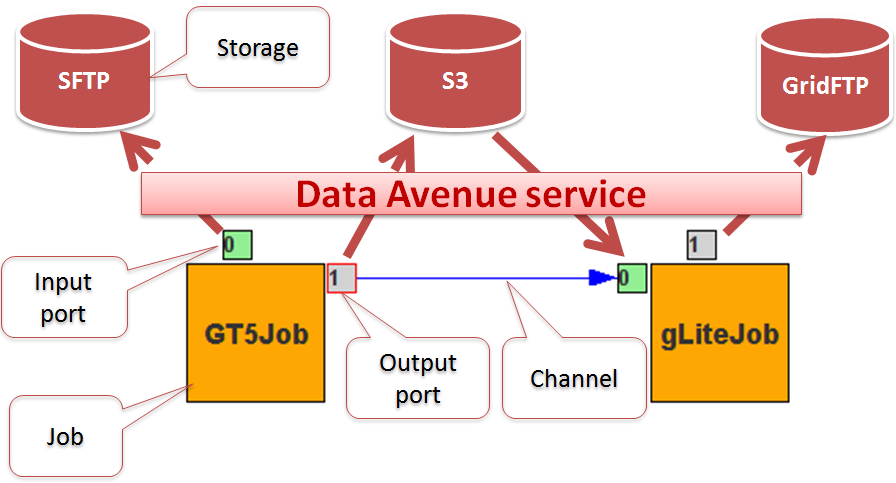 Storage
SFTP
S3
GridFTP
Data Avenue service
0
1
Input
port
1
0
GT5Job
gLiteJob
Output
port
Channel
Job